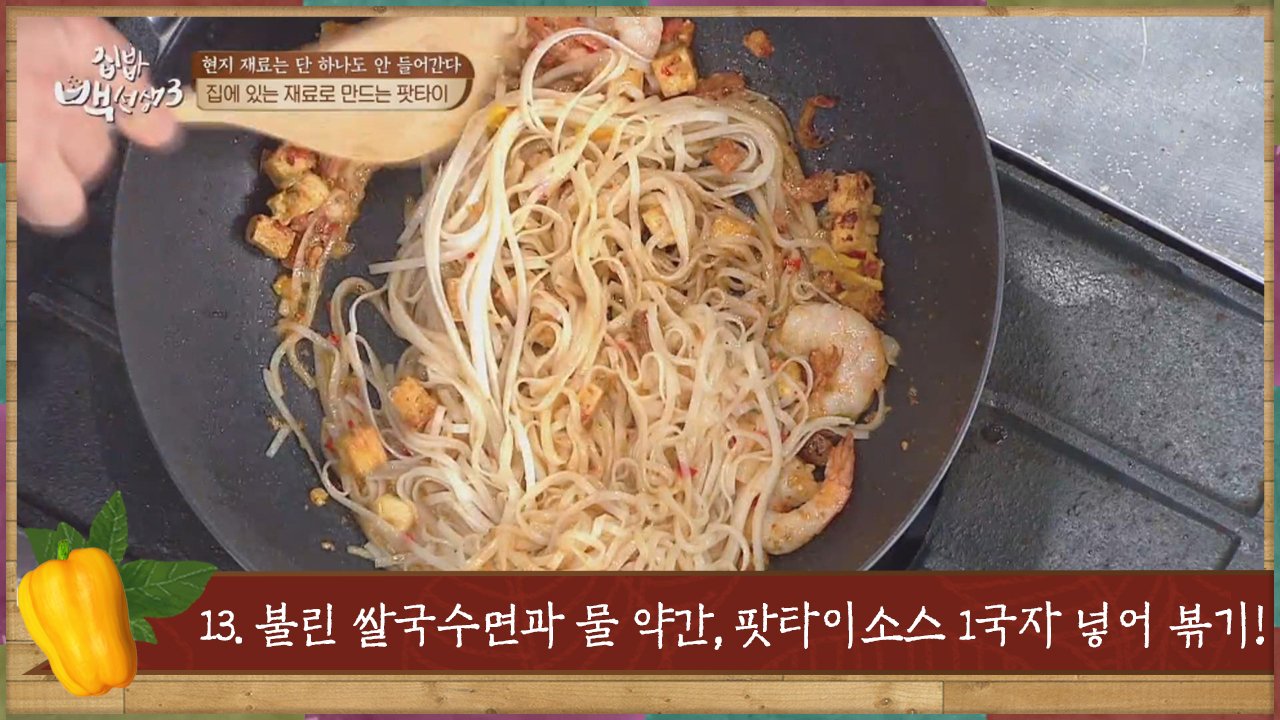 집밥
백선생3
현지 재료는 단 하나도 안 들어간다
집에 있는 재료로 만드는 팟타이
13. 불린 쌀국수면과 물 약간, 팟타이소스 1국자 넣어 볶기!